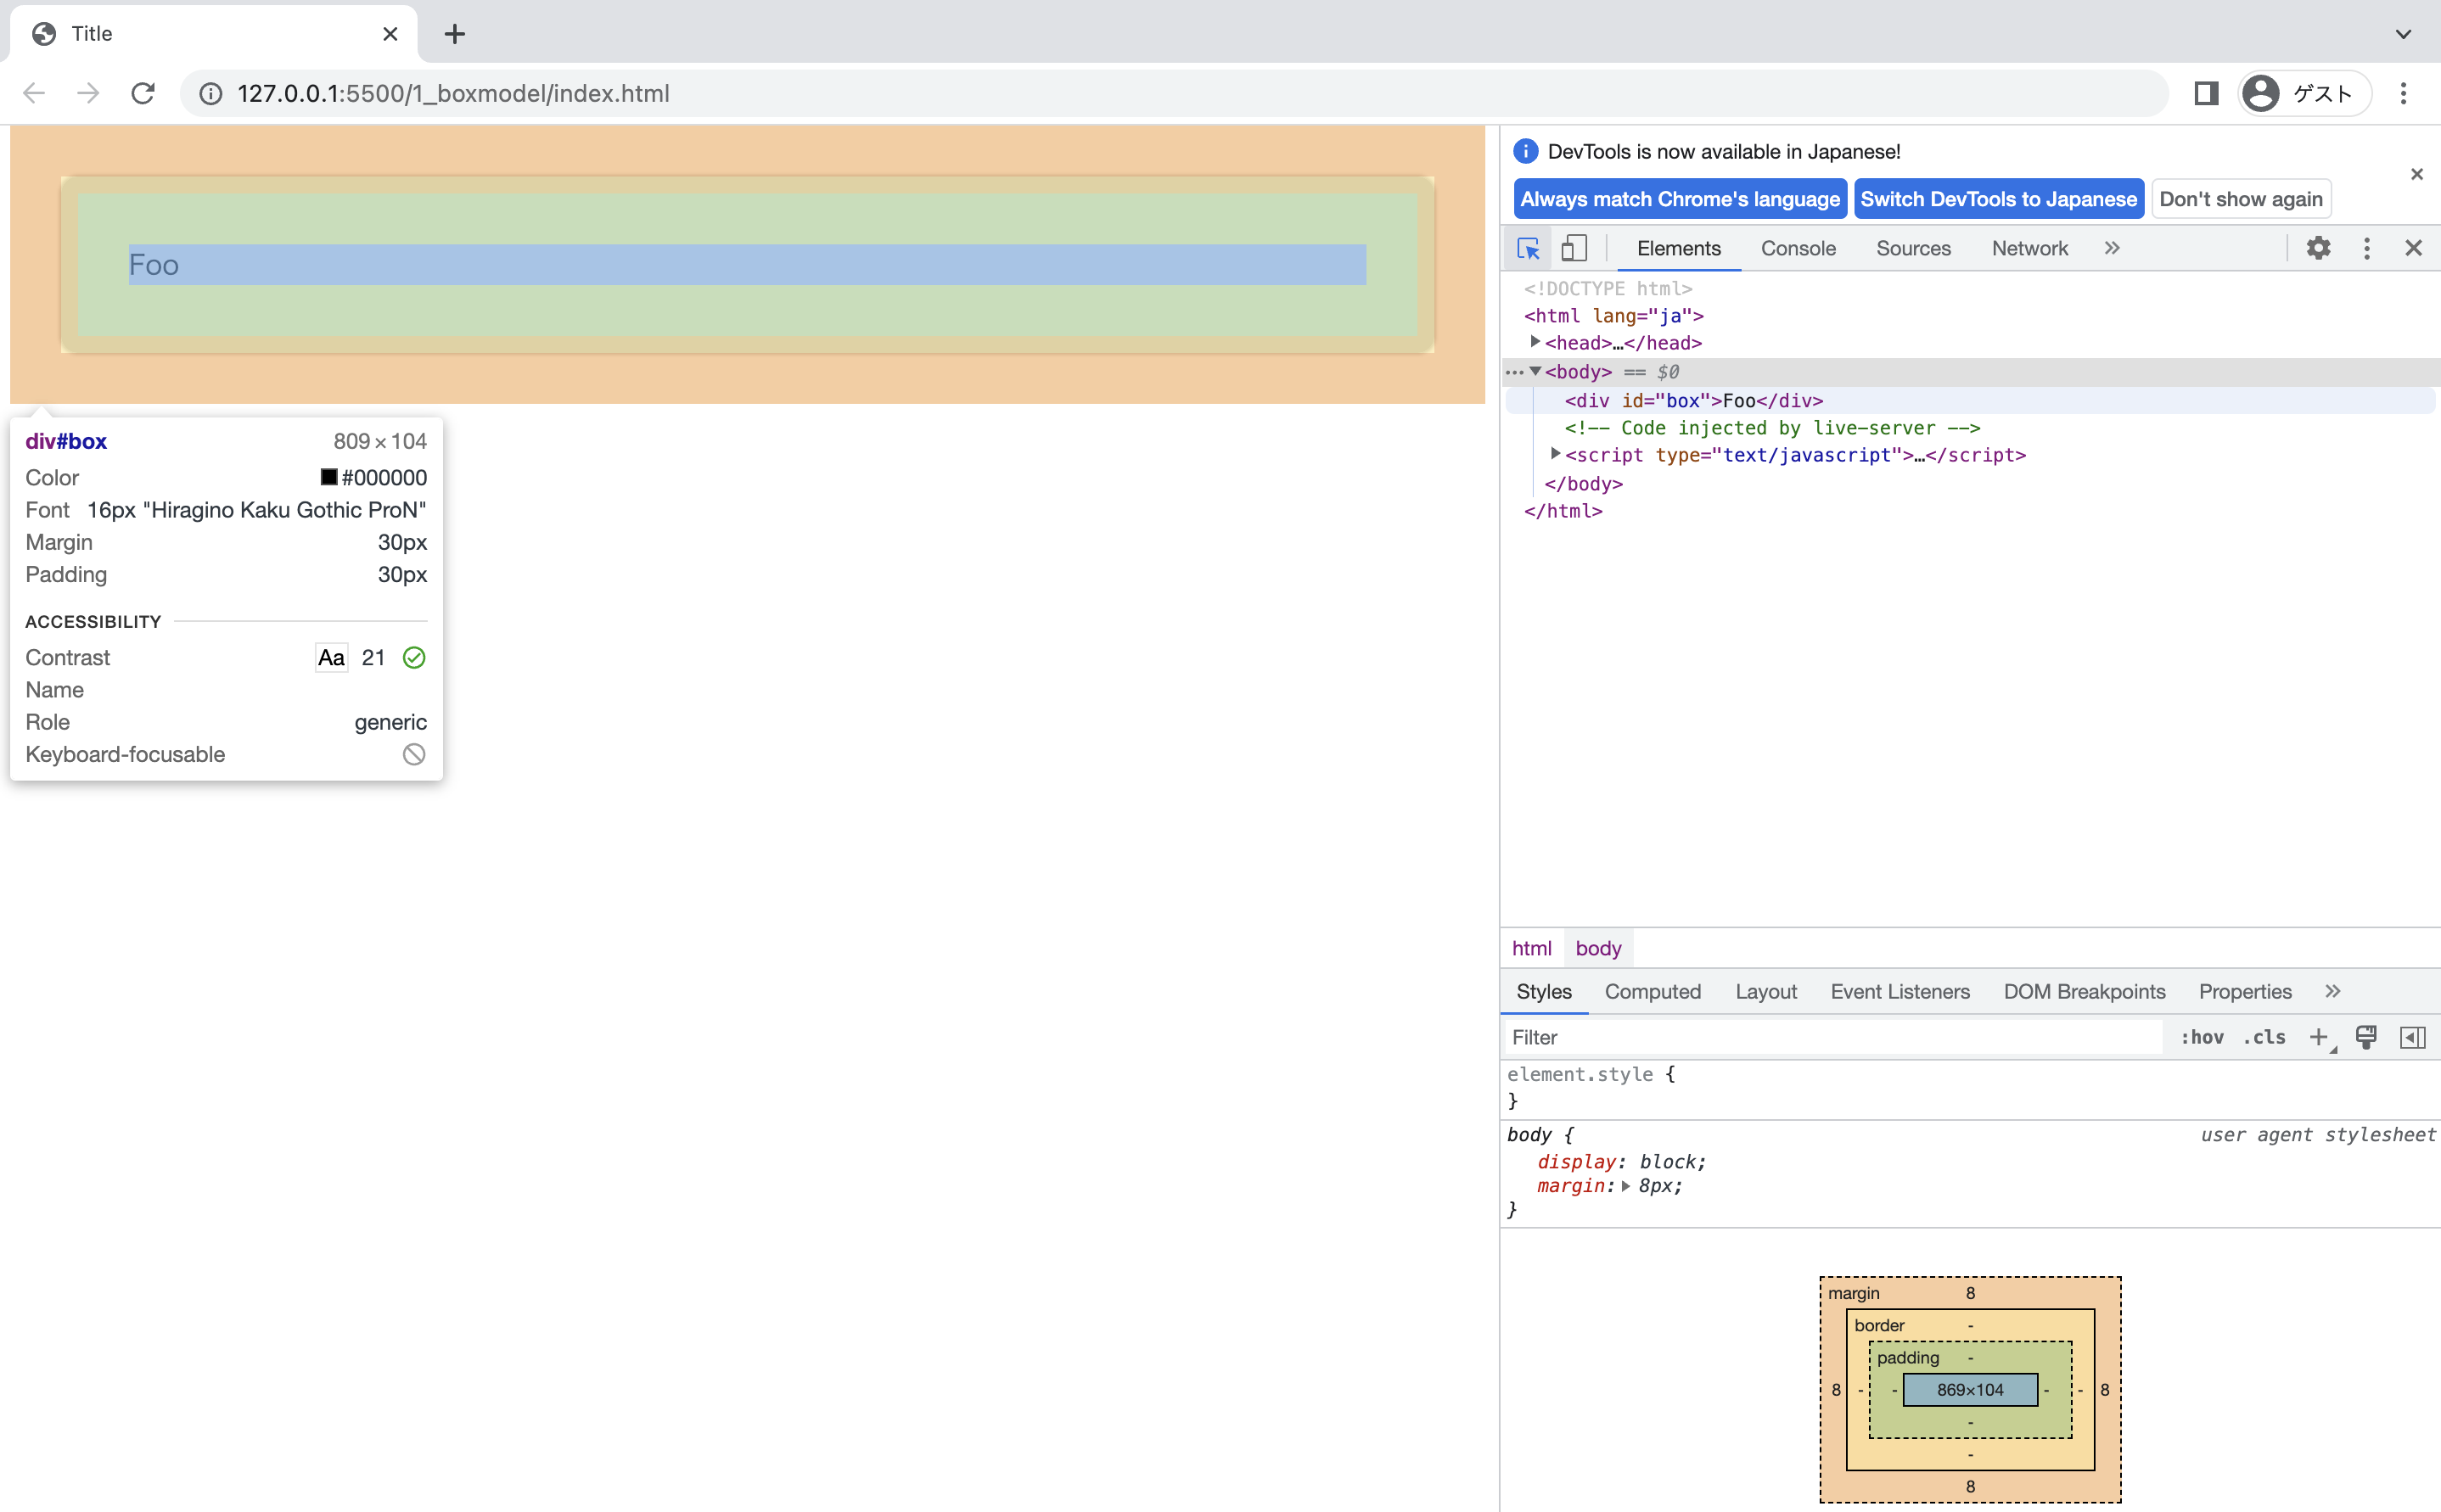 Title
127.0.0.1:5500/1_boxmodel/index.html
ゲスト
Foo
div#box 809 × 104
Color #000000
Font 16px "Hiragino Kaku Gothic ProN"
Margin 30px
Padding 30px
ACCESSIBILITY
Contrast Aa 21
Name
Role generic
Keyboard-focusable
DevTools is now available in Japanese!
Always match Chrome's language Switch DevTools to Japanese Don't show again
Elements Console Sources Network »
<!DOCTYPE html>
<html lang="ja">
<head>…</head>
<body> == $0
<div id="box">Foo</div>
<!-- Code injected by live-server -->
<script type="text/javascript">…</script>
</body>
</html>
html body
Styles Computed Layout Event Listeners DOM Breakpoints Properties »
Filter :hov .cls
element.style {
}
body { user agent stylesheet
display: block;
margin: 8px;
}
margin 8
border -
padding -
8 - - 869×104 - - 8
-
-
8